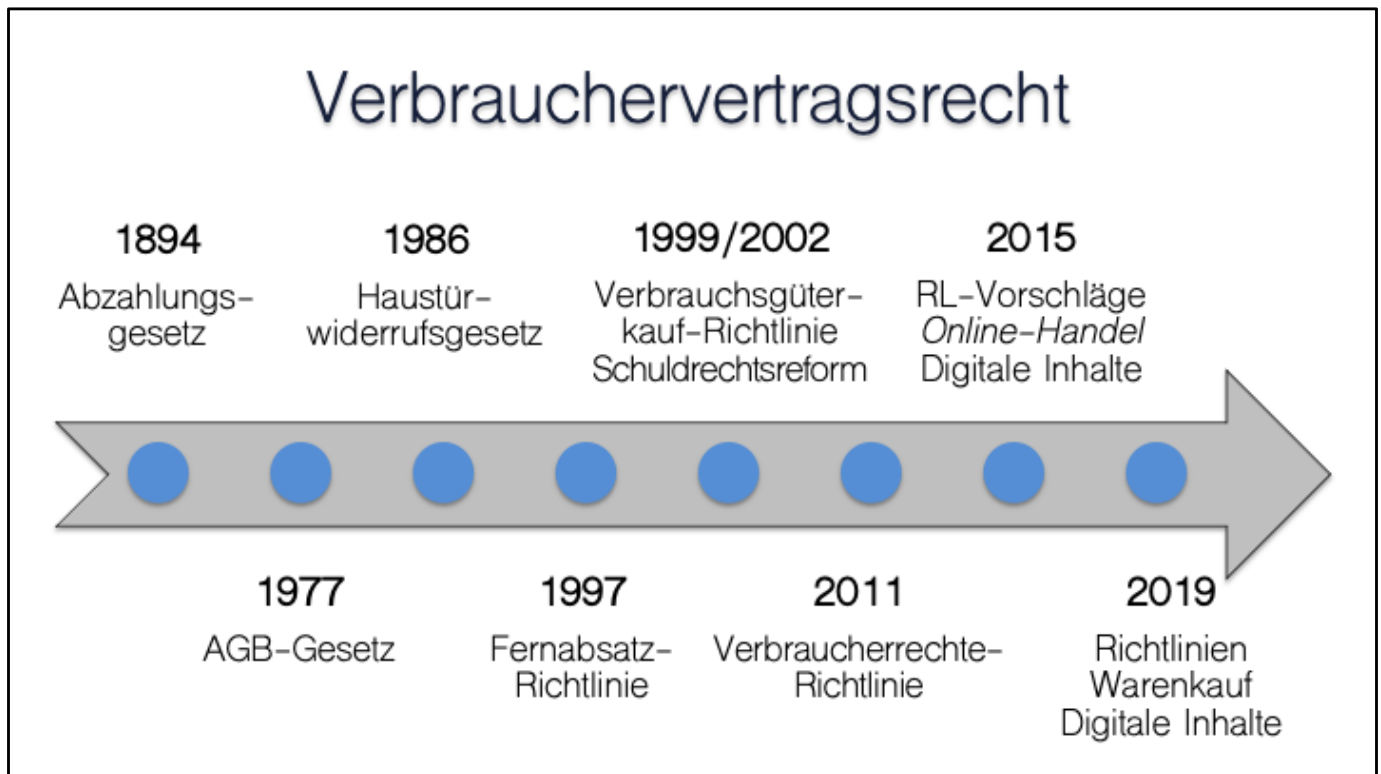 Verbrauchervertragsrecht
1894
Abzahlungs-
gesetz
1986
Haustür-
widerrufsgesetz
1999/2002
Verbrauchsgüter-
kauf-Richtlinie
Schuldrechtsreform
2015
RL-Vorschläge
Online-Handel
Digitale Inhalte
1977
AGB-Gesetz
1997
Fernabsatz-
Richtlinie
2011
Verbraucherrechte-
Richtlinie
2019
Richtlinien
Warenkauf
Digitale Inhalte